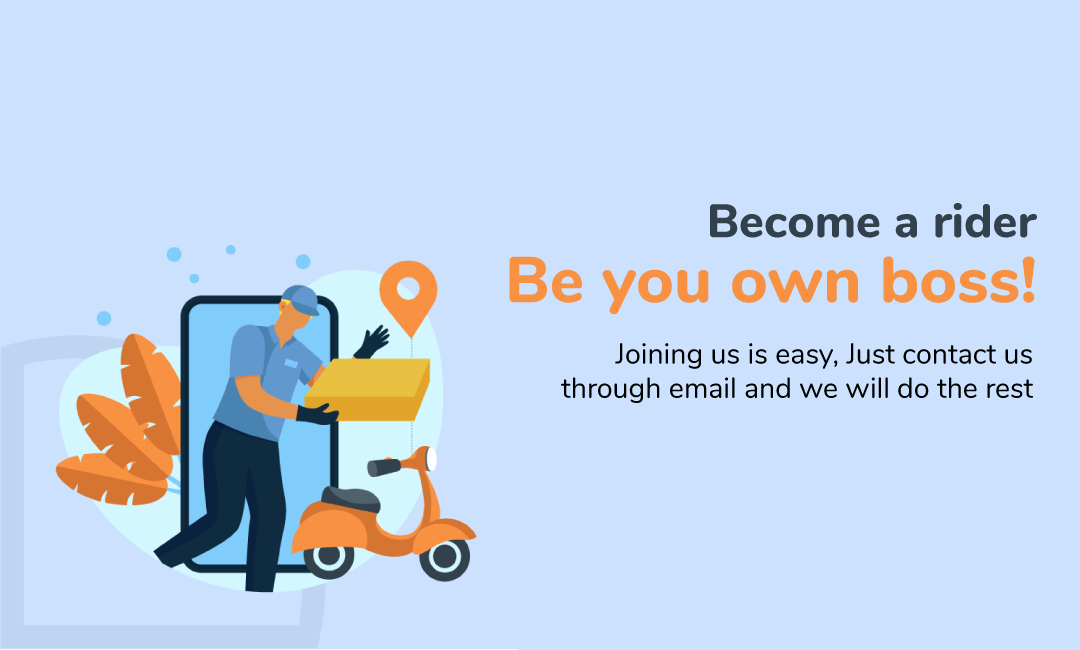 Become a rider
Be you own boss!
Joining us is easy, Just contact us
through email and we will do the rest